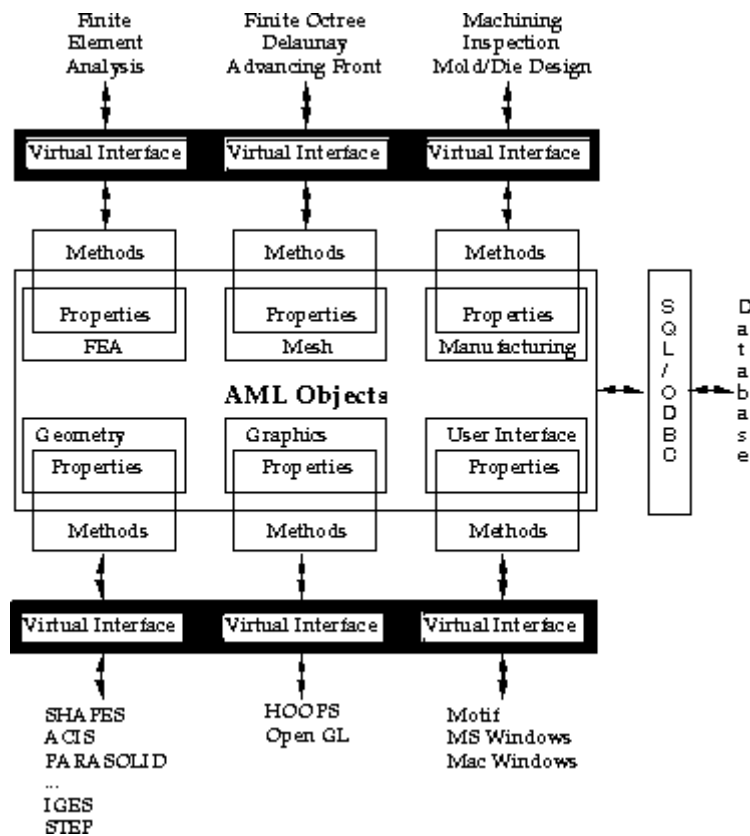 Finite
Element
Analysis
Finite Octree
Delaunay
Advancing Front
Machining
Inspection
Mold/Die Design
Virtual Interface
Virtual Interface
Virtual Interface
Methods
Methods
Methods
Properties
FEA
Properties
Mesh
Properties
Manufacturing
AML Objects
SQL/ODBC
Database
Geometry
Properties
Methods
Graphics
Properties
Methods
User Interface
Properties
Methods
Virtual Interface
Virtual Interface
Virtual Interface
SHAPES
ACIS
PARASOLID
...
IGES
STEP
HOOPS
Open GL
Motif
MS Windows
Mac Windows